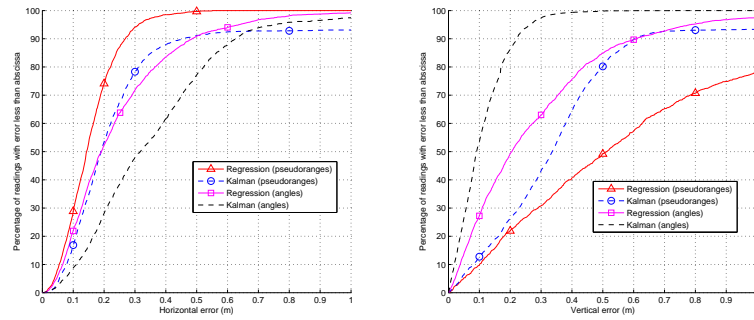 Percentage of readings with error less than abscissa
100
90
80
70
60
50
40
30
20
10
0
0 0.1 0.2 0.3 0.4 0.5 0.6 0.7 0.8 0.9 1
Horizontal error (m)
Regression (pseudoranges)
Kalman (pseudoranges)
Regression (angles)
Kalman (angles)
Percentage of readings with error less than abscissa
100
90
80
70
60
50
40
30
20
10
0
0 0.1 0.2 0.3 0.4 0.5 0.6 0.7 0.8 0.9
Vertical error (m)
Regression (pseudoranges)
Kalman (pseudoranges)
Regression (angles)
Kalman (angles)